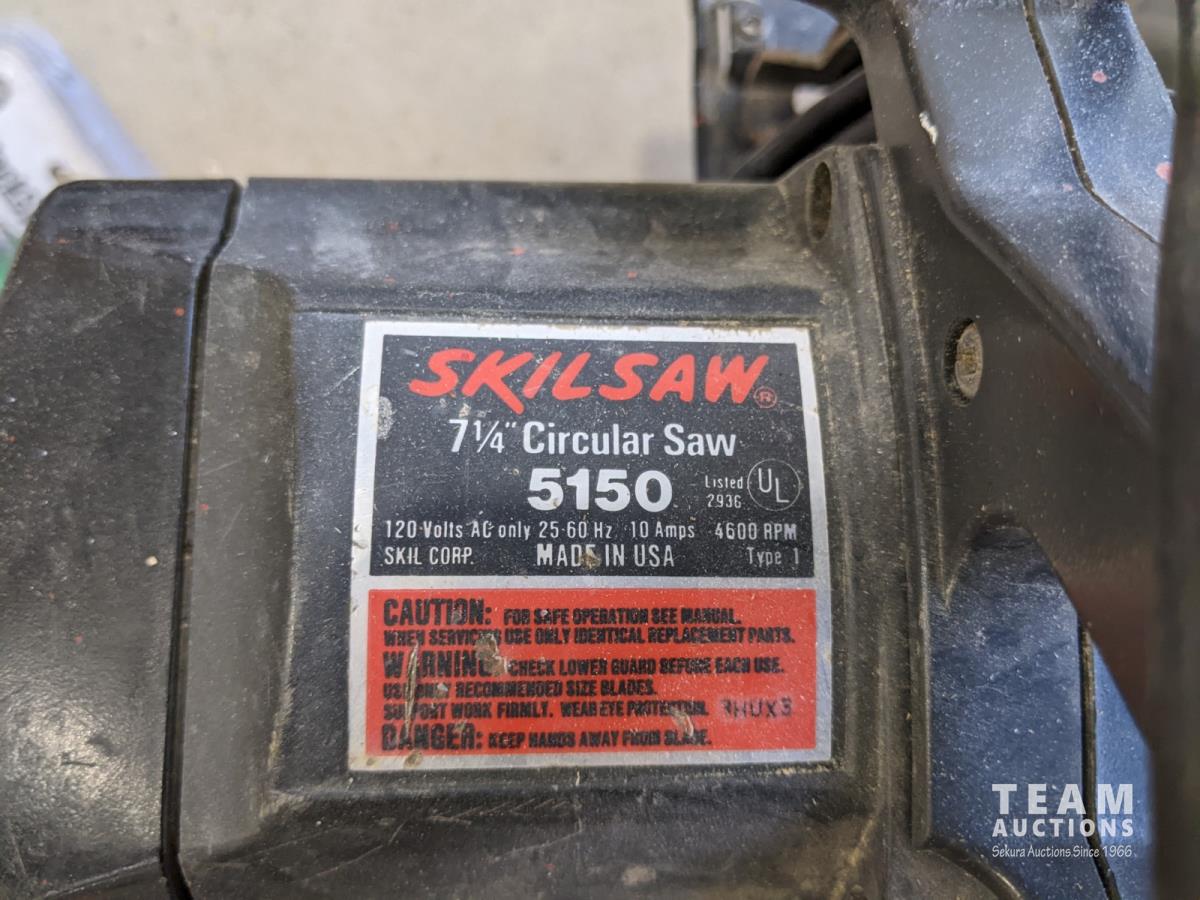 SKILSAW®
7¼" Circular Saw
5150
Listed 2936 UL
120 Volts AC only 25-60 Hz 10 Amps 4600 RPM
SKIL CORP. MADE IN USA Type 1
CAUTION: FOR SAFE OPERATION SEE MANUAL.
WHEN SERVICING USE ONLY IDENTICAL REPLACEMENT PARTS.
WARNING: CHECK LOWER GUARD BEFORE EACH USE.
USE ONLY RECOMMENDED SIZE BLADES.
SUPPORT WORK FIRMLY. WEAR EYE PROTECTION.
DANGER: KEEP HANDS AWAY FROM BLADE.
TEAM
AUCTIONS
Sekura Auctions Since 1966